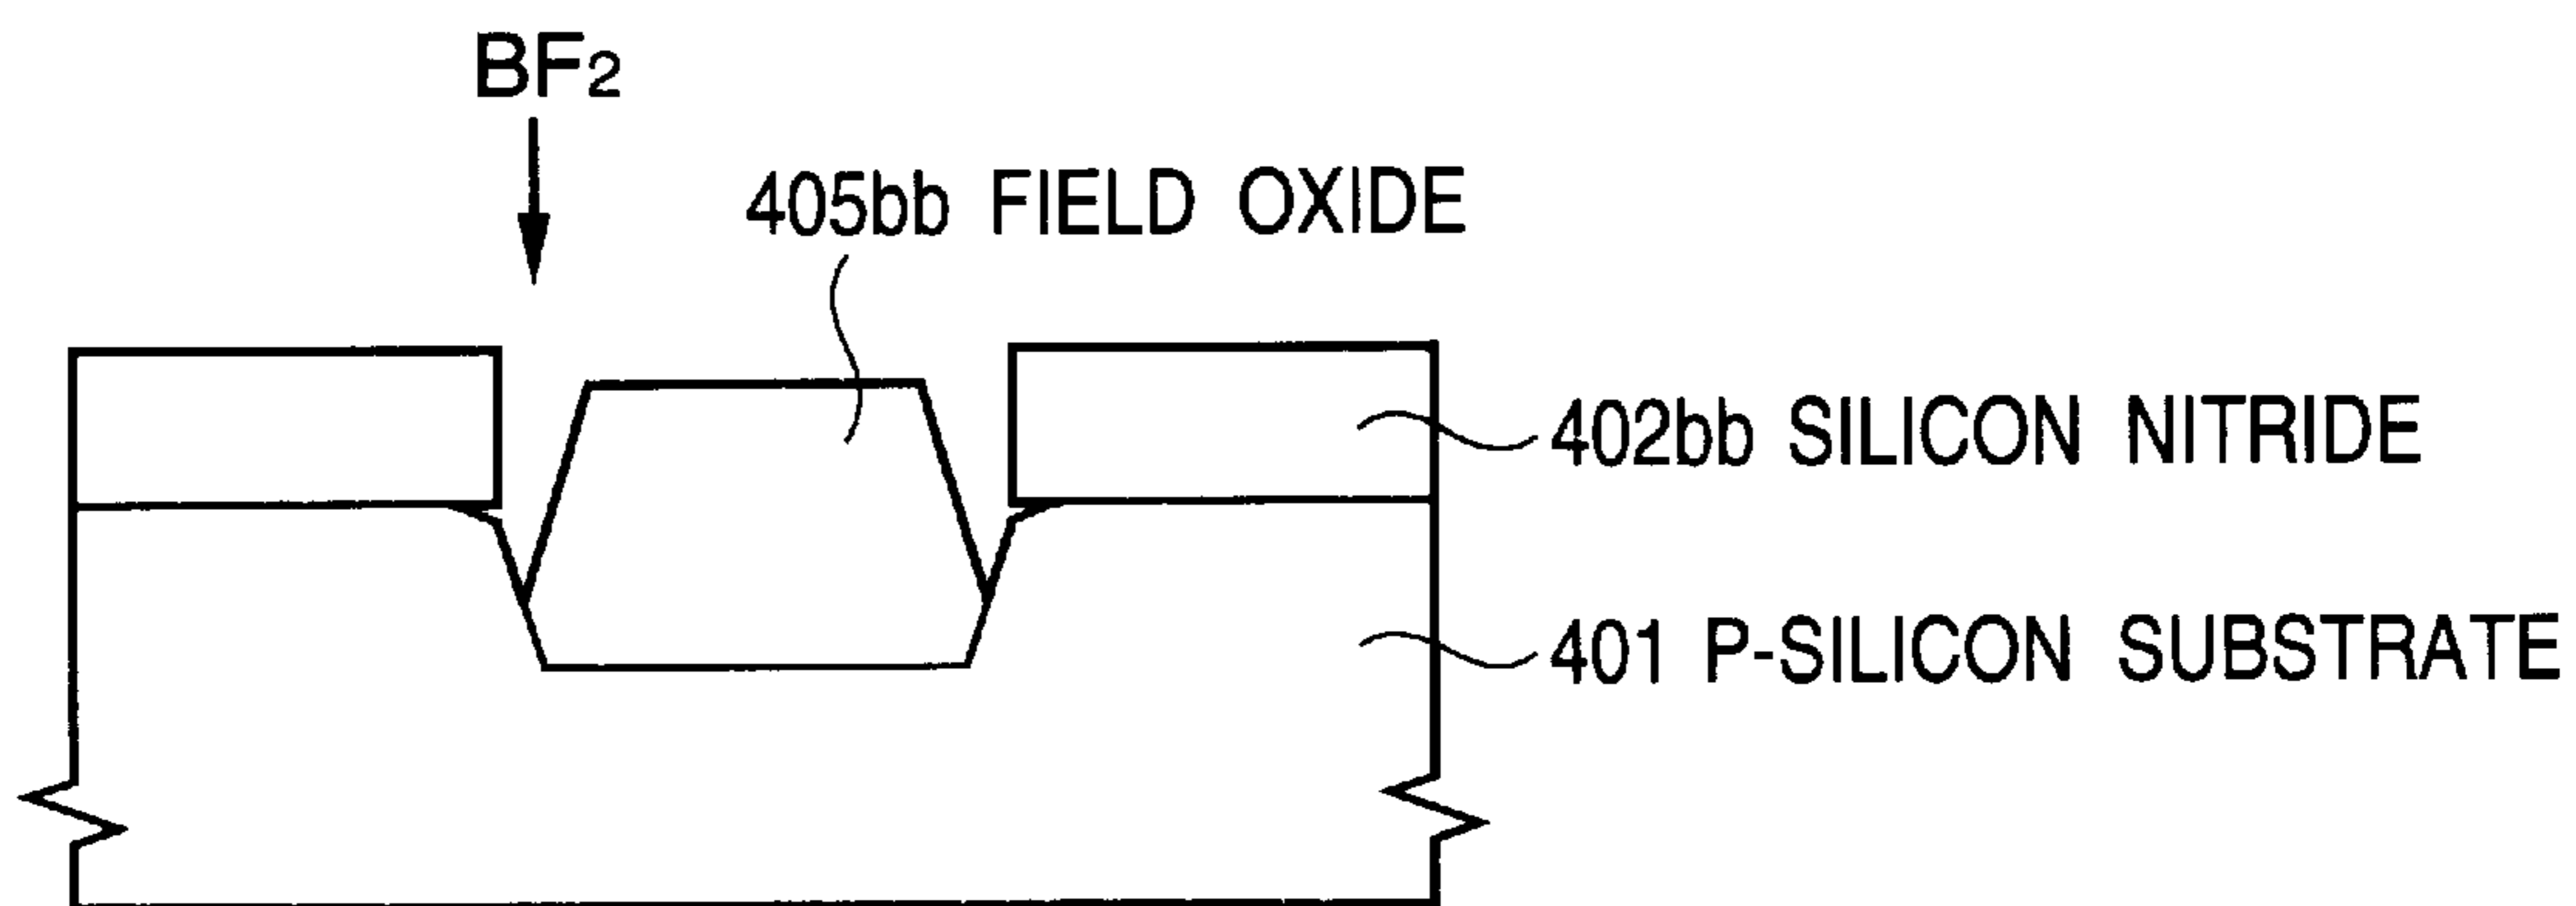 BF2
405bb FIELD OXIDE
402bb SILICON NITRIDE
401 P-SILICON SUBSTRATE